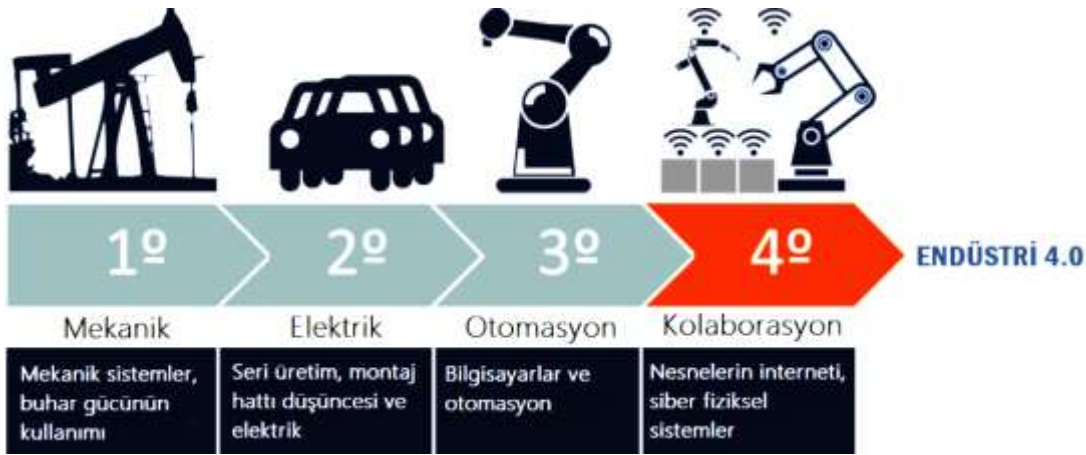 1º
2º
3º
4º
ENDÜSTRİ 4.0
Mekanik
Elektrik
Otomasyon
Kolaborasyon
Mekanik sistemler,
buhar gücünün
kullanımı
Seri üretim, montaj
hattı düşüncesi ve
elektrik
Bilgisayarlar ve
otomasyon
Nesnelerin interneti,
siber fiziksel
sistemler